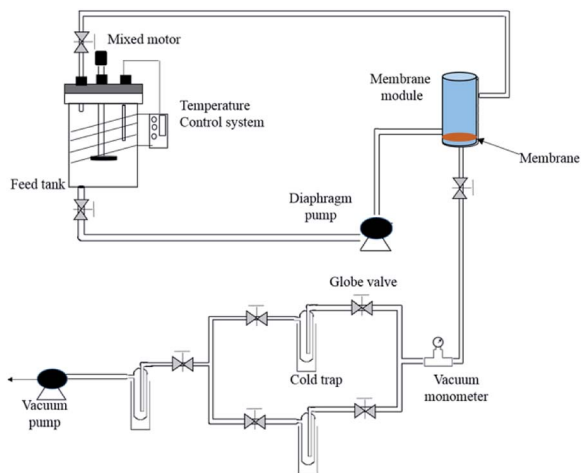 Mixed motor
Temperature
Control system
Feed tank
Membrane
module
Membrane
Diaphragm
pump
Globe valve
Cold trap
Vacuum
monometer
Vacuum
pump